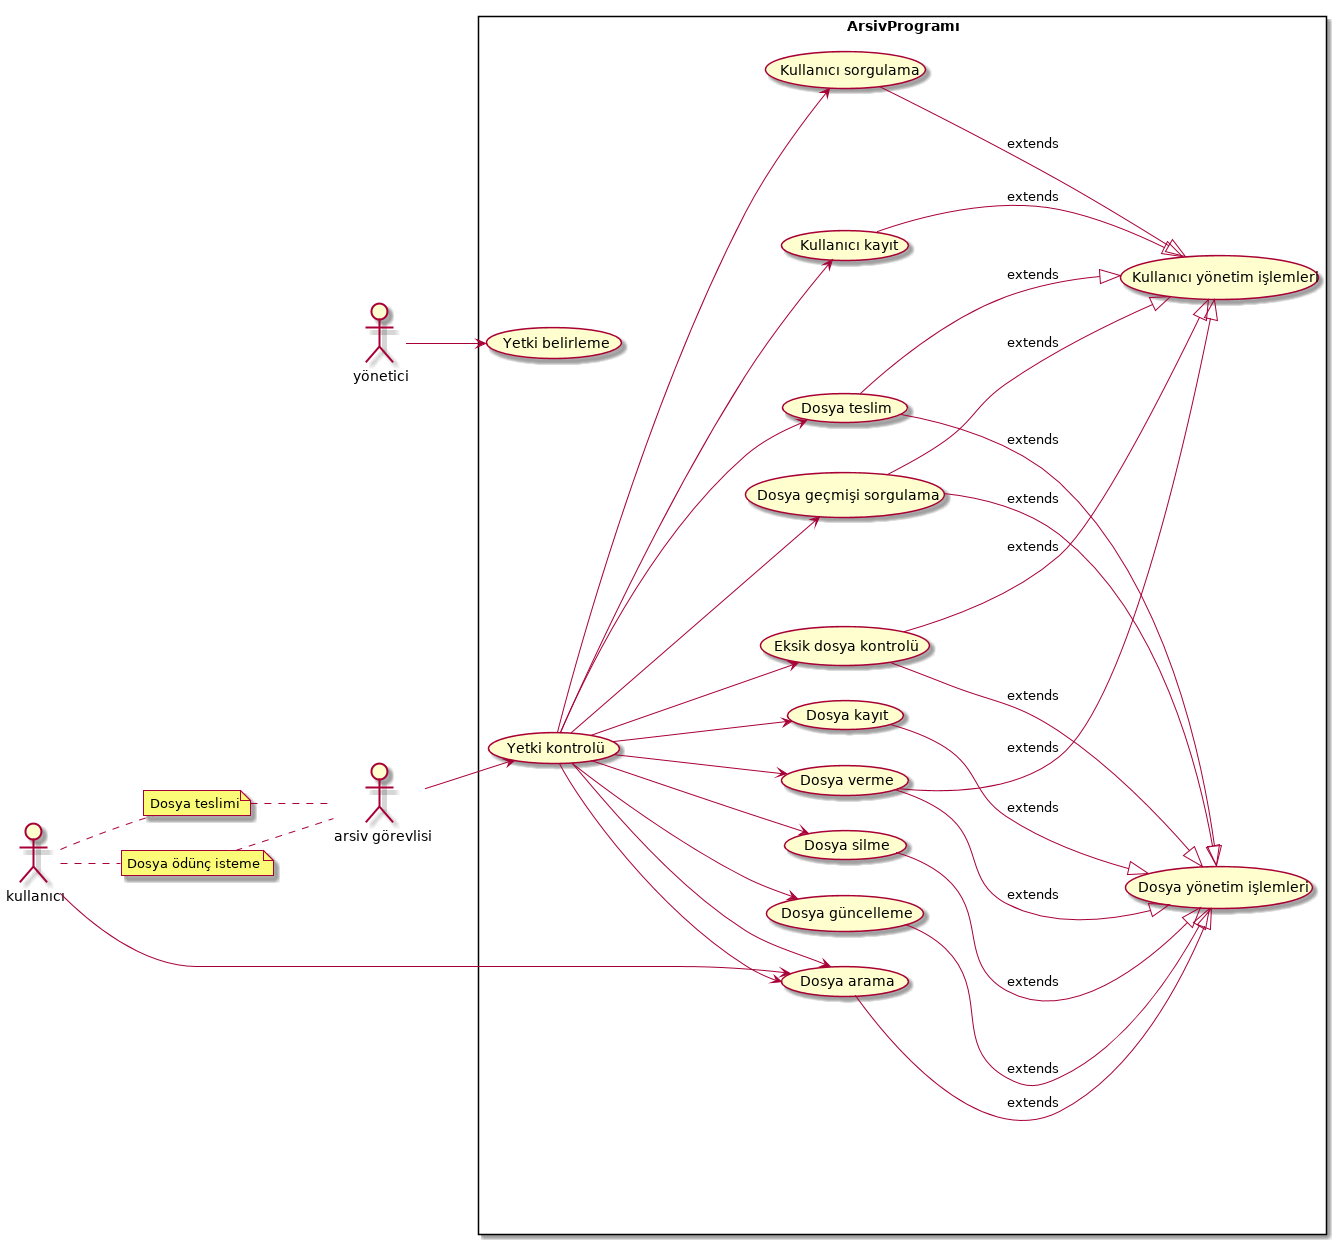 ArsivProgramı
Kullanıcı sorgulama
extends
extends
Kullanıcı kayıt
extends
Kullanıcı yönetim işlemleri
yönetici
Yetki belirleme
extends
Dosya teslim
extends
Dosya geçmişi sorgulama
extends
extends
Eksik dosya kontrolü
extends
Dosya kayıt
Yetki kontrolü
extends
Dosya verme
Dosya teslimi
extends
arsiv görevlisi
Dosya silme
Dosya ödünç isteme
Dosya yönetim işlemleri
kullanıcı
extends
Dosya güncelleme
Dosya arama
extends
extends
extends